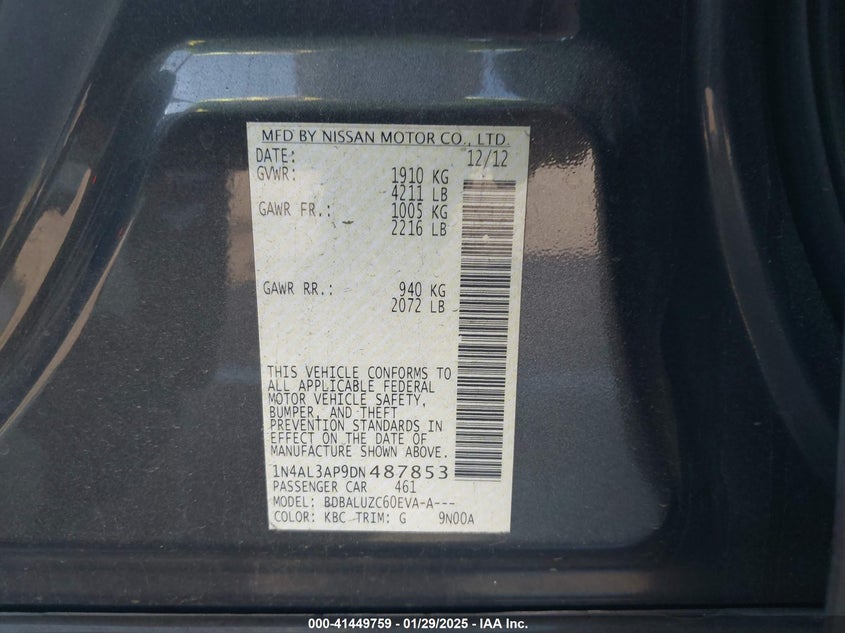 MFD BY NISSAN MOTOR CO., LTD.
DATE: 12/12
GVWR: 1910 KG
4211 LB
GAWR FR.: 1005 KG
2216 LB
GAWR RR.: 940 KG
2072 LB
THIS VEHICLE CONFORMS TO
ALL APPLICABLE FEDERAL
MOTOR VEHICLE SAFETY,
BUMPER, AND THEFT
PREVENTION STANDARDS IN
EFFECT ON THE DATE OF
MANUFACTURE SHOWN ABOVE.
1N4AL3AP9DN487853
PASSENGER CAR 461
MODEL: BDBALUZC60EVA-A---
COLOR: KBC TRIM: G 9N00A
000-41449759 — 01/29/2025 — IAA Inc.